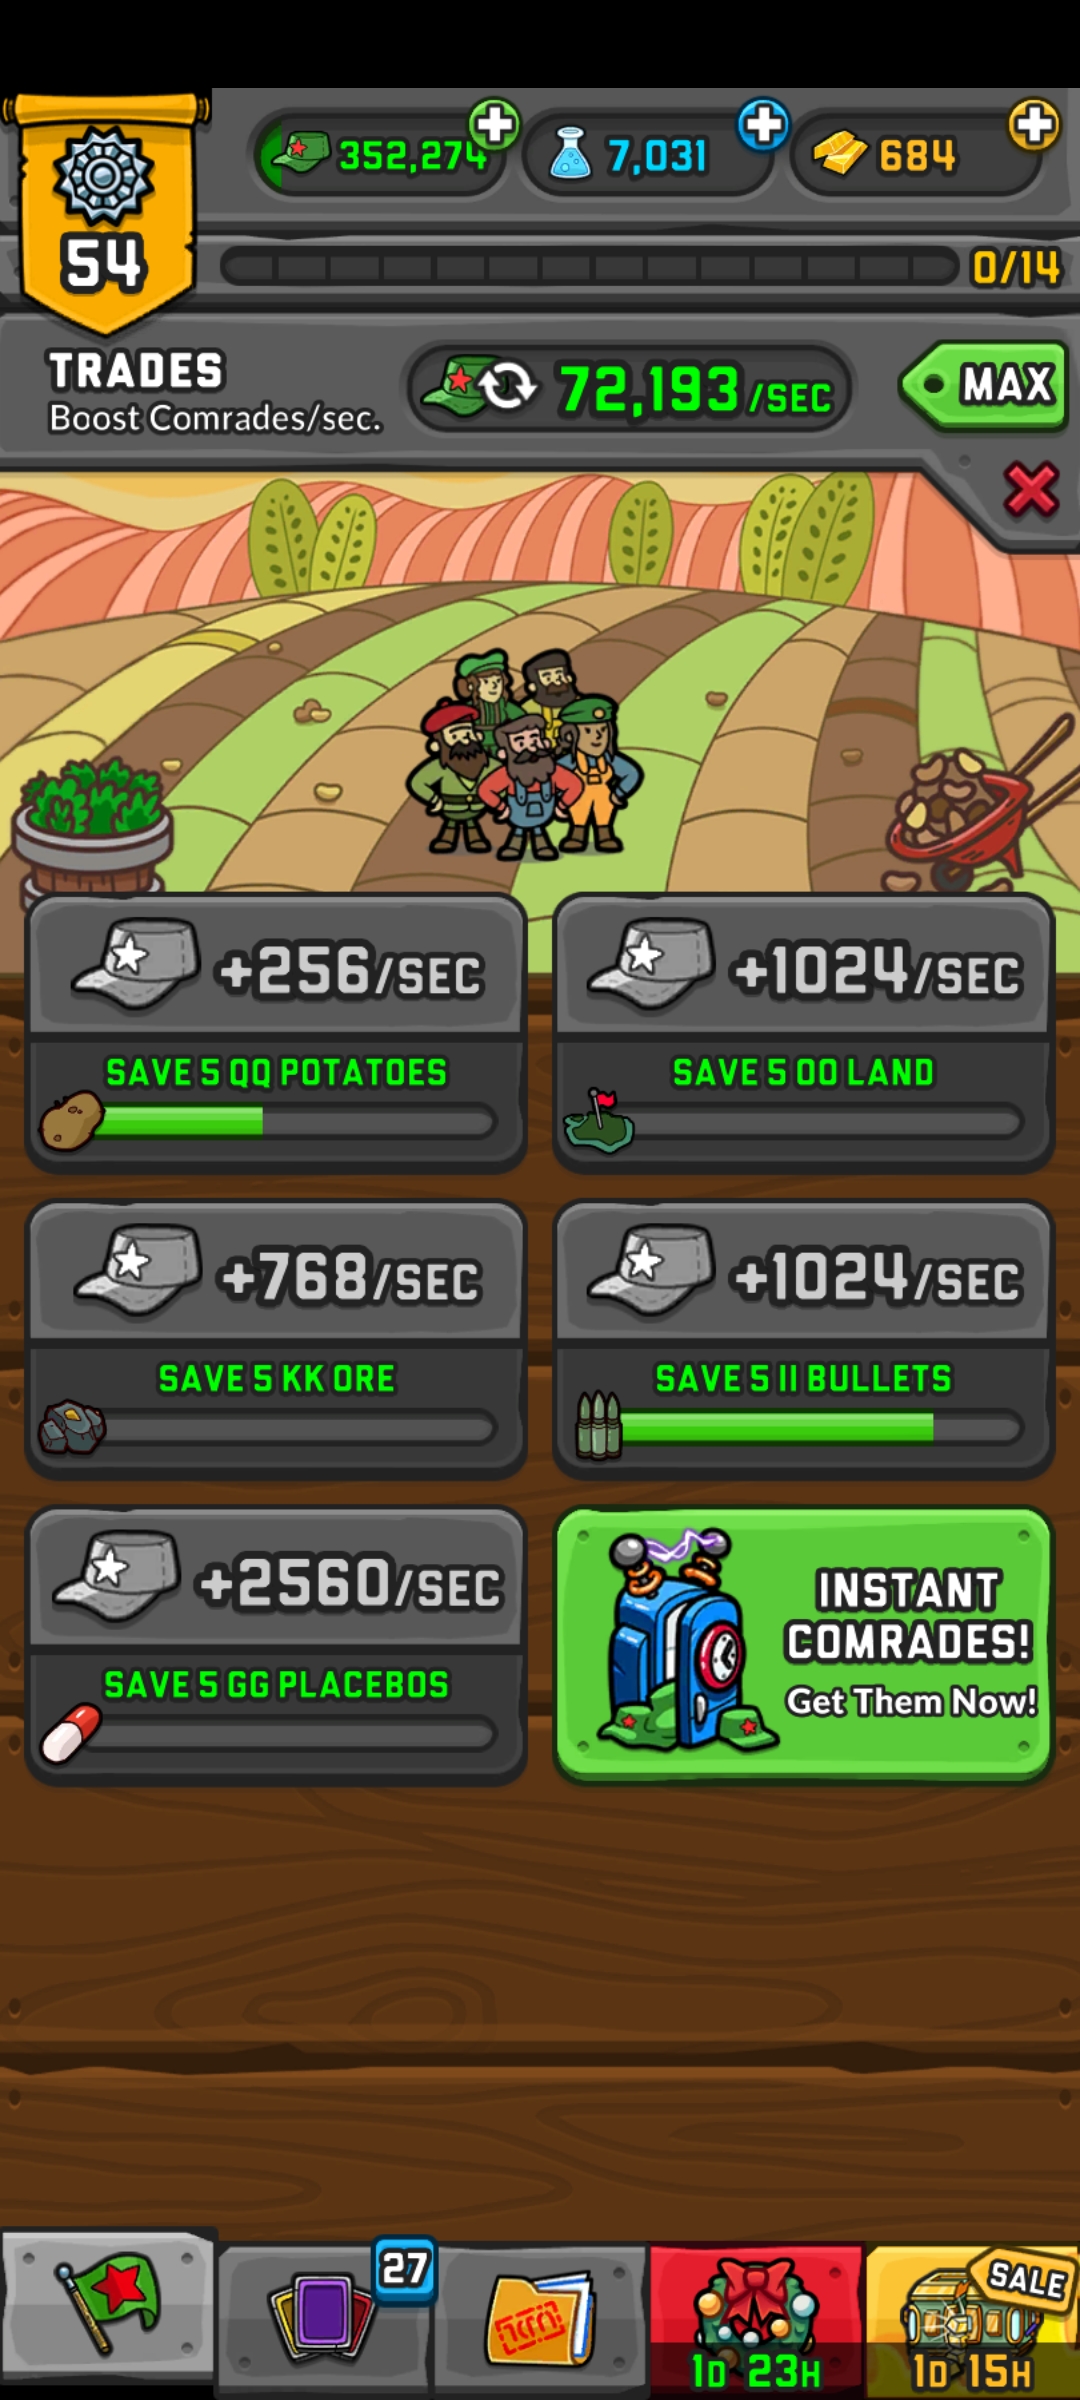 54
352,274
7,031
684
0/14
TRADES
Boost Comrades/sec.
72,193/SEC
MAX
+256/SEC
SAVE 5 QQ POTATOES
+1024/SEC
SAVE 5 OO LAND
+768/SEC
SAVE 5 KK ORE
+1024/SEC
SAVE 5 II BULLETS
+2560/SEC
SAVE 5 GG PLACEBOS
INSTANT
COMRADES!
Get Them Now!
27
SALE
1D 23H
1D 15H